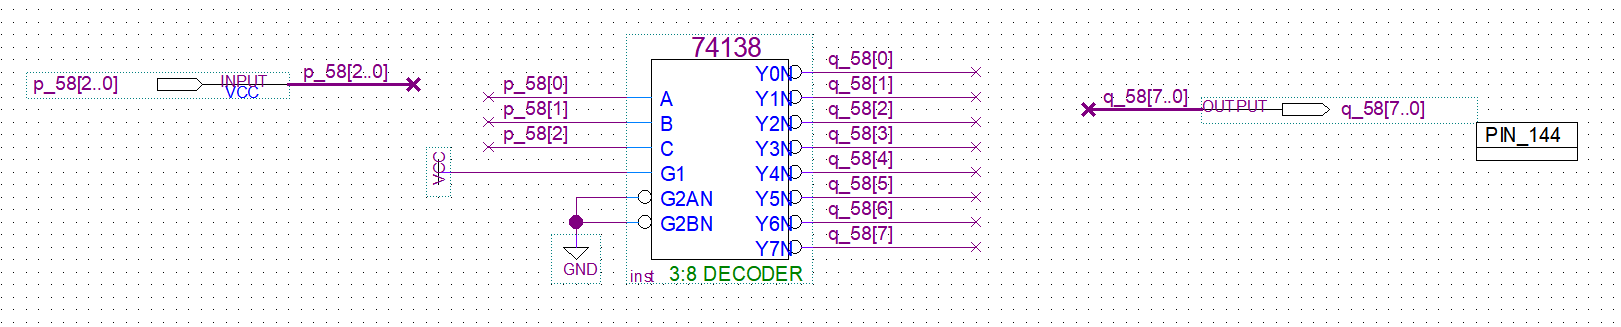 p_58[2..0]
INPUT
VCC
p_58[2..0]
p_58[0]
p_58[1]
p_58[2]
VCC
GND
74138
A
B
C
G1
G2AN
G2BN
Y0N
Y1N
Y2N
Y3N
Y4N
Y5N
Y6N
Y7N
inst
3:8 DECODER
q_58[0]
q_58[1]
q_58[2]
q_58[3]
q_58[4]
q_58[5]
q_58[6]
q_58[7]
q_58[7..0]
OUTPUT
q_58[7..0]
PIN_144